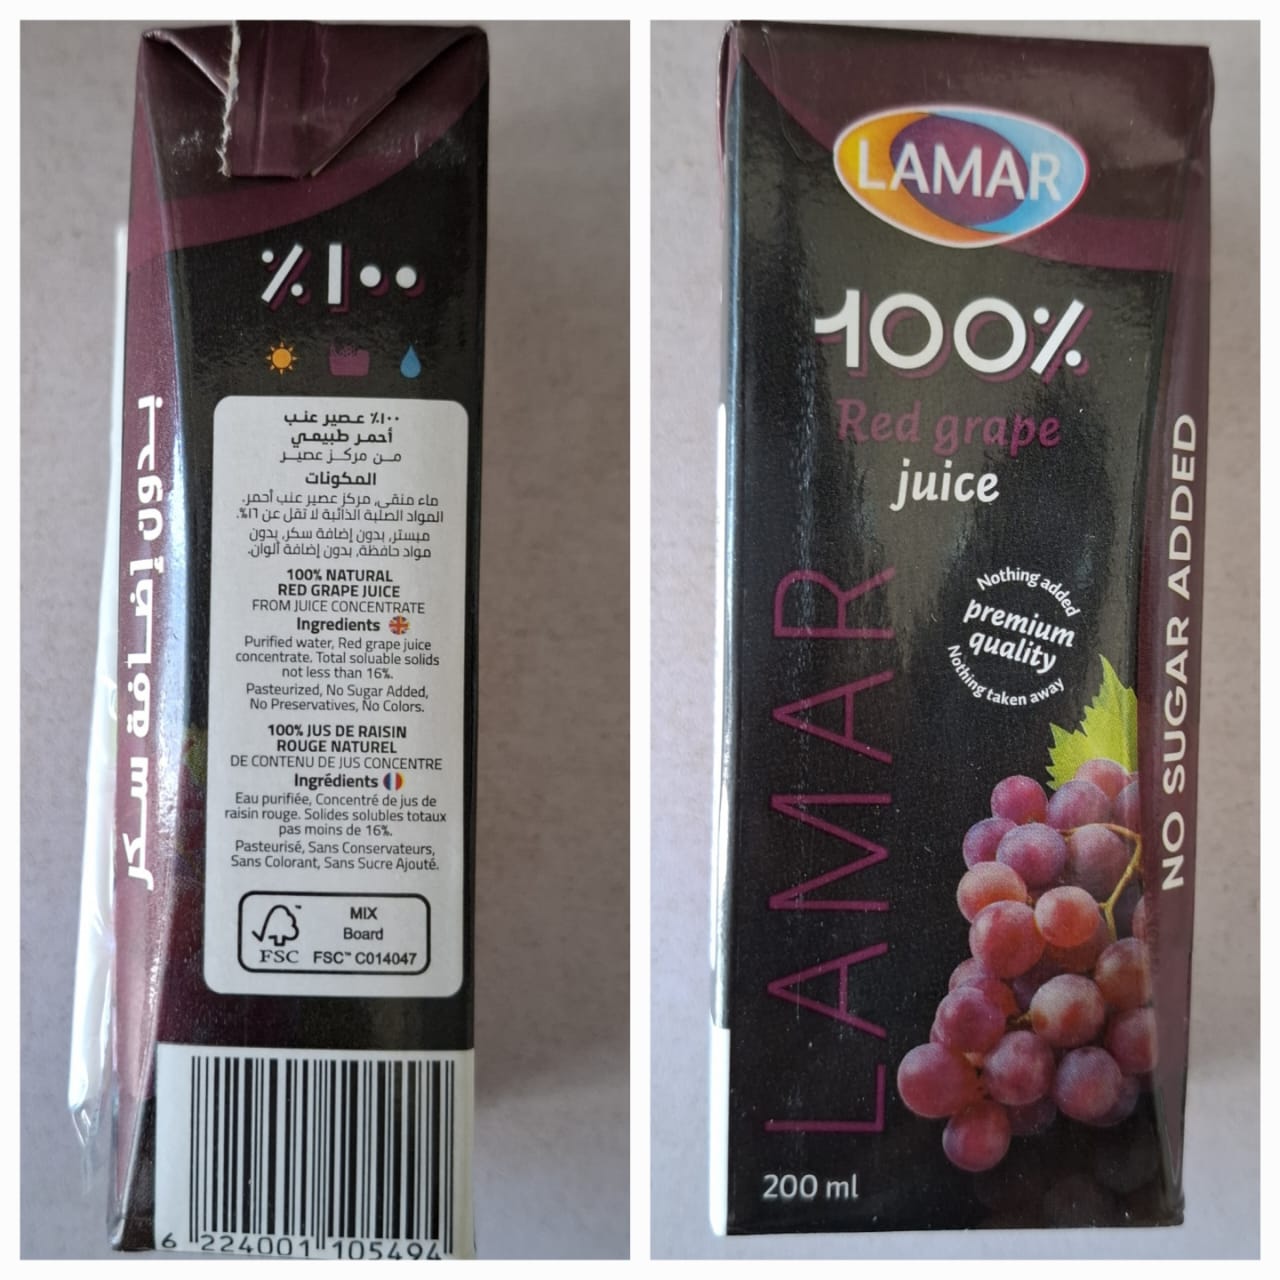 ٪١٠٠
بدون إضافة سكر
١٠٠٪ عصير عنب
أحمر طبيعي
من مركز عصير
المكونات
ماء منقى، مركز عصير عنب أحمر.
المواد الصلبة الذائبة لا تقل عن ١٦٪.
مبستر، بدون إضافة سكر، بدون
مواد حافظة، بدون إضافة ألوان.
100% NATURAL
RED GRAPE JUICE
FROM JUICE CONCENTRATE
Ingredients
Purified water, Red grape juice
concentrate. Total soluable solids
not less than 16%.
Pasteurized, No Sugar Added,
No Preservatives, No Colors.
100% JUS DE RAISIN
ROUGE NATUREL
DE CONTENU DE JUS CONCENTRE
Ingrédients
Eau purifiée, Concentré de jus de
raisin rouge. Solides solubles totaux
pas moins de 16%.
Pasteurisé, Sans Conservateurs,
Sans Colorant, Sans Sucre Ajouté.
MIX
Board
FSC FSC™ C014047
6 224001 105494
LAMAR
100%
Red grape
juice
Nothing added
premium
quality
Nothing taken away
LAMAR
NO SUGAR ADDED
200 ml